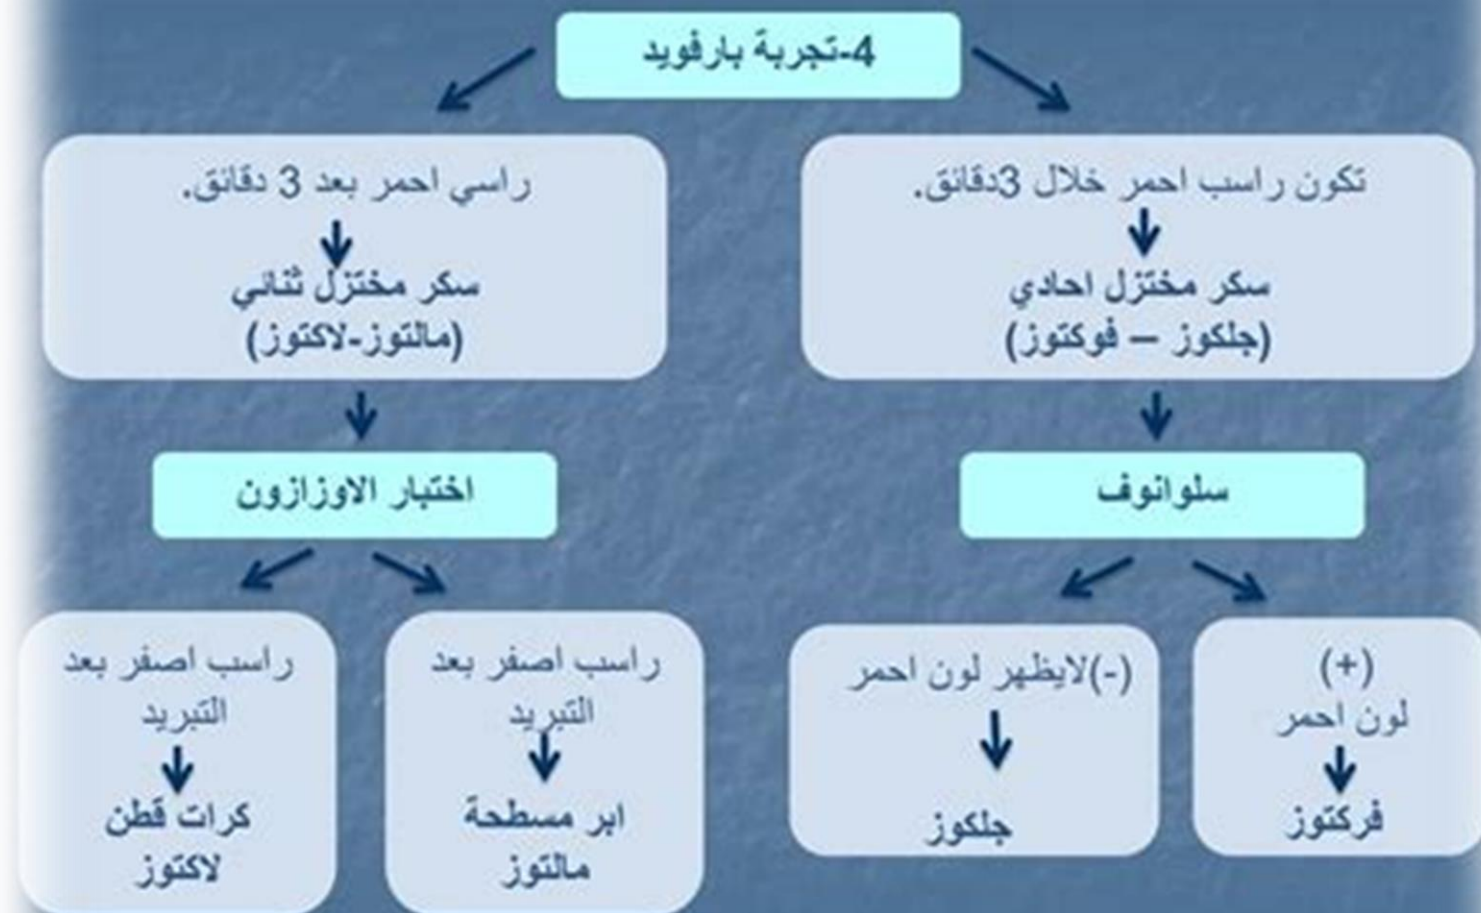 4-تجربة بارفويد
تكون راسب احمر خلال 3دقائق.
سكر مختزل احادي
(جلكوز – فوكتوز)
راسي احمر بعد 3 دقائق.
سكر مختزل ثنائي
(مالتوز-لاكتوز)
سلوانوف
اختبار الاوزازون
(+)
لون احمر
فركتوز
(-)لايظهر لون احمر
جلكوز
راسب اصفر بعد
التبريد
ابر مسطحة
مالتوز
راسب اصفر بعد
التبريد
كرات قطن
لاكتوز